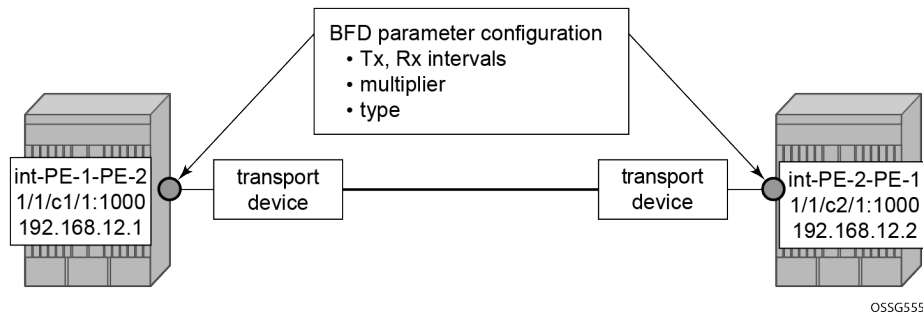 BFD parameter configuration
• Tx, Rx intervals
• multiplier
• type
int-PE-1-PE-2
1/1/c1/1:1000
192.168.12.1
transport
device
transport
device
int-PE-2-PE-1
1/1/c2/1:1000
192.168.12.2
OSSG555